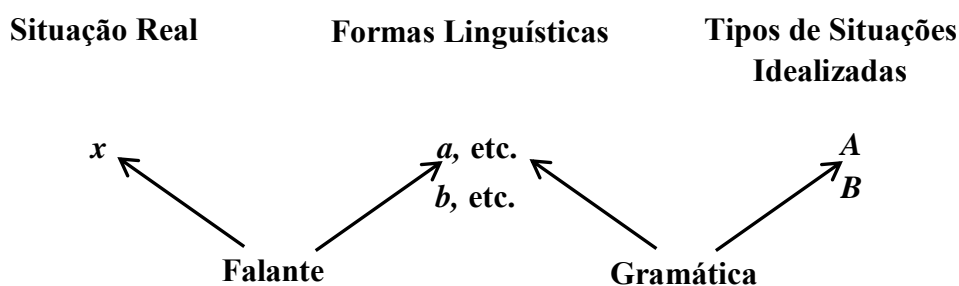 Situação Real
Formas Linguísticas
Tipos de Situações
Idealizadas
x
a, etc.
A
b, etc.
B
Falante
Gramática